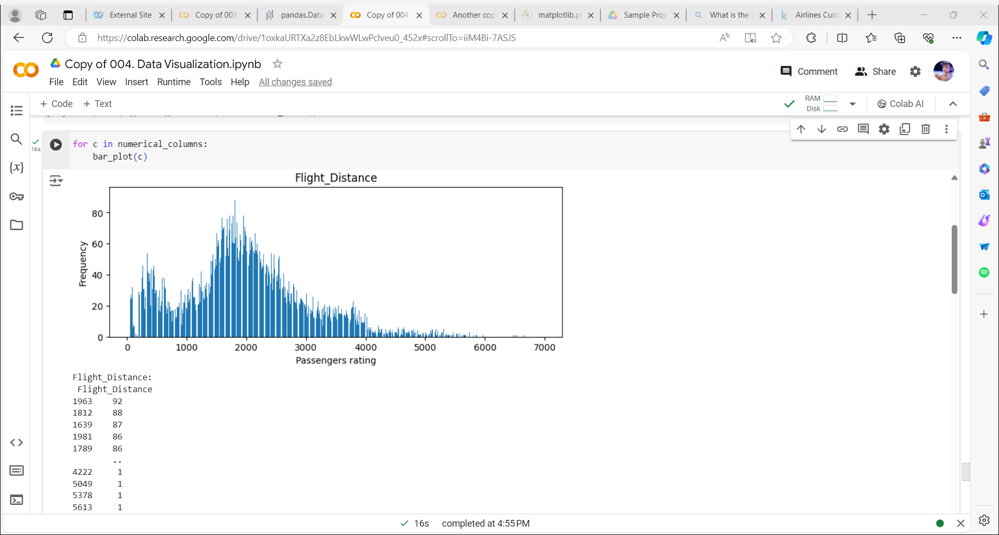 External Site
Copy of 003.
pandas.Data
Copy of 004.
Another cop
matplotlib.p
Sample Proj
What is the
Airlines Cust
https://colab.research.google.com/drive/1oxkaURTXa2z8EbLkwWLwPclveu0_452x#scrollTo=iiM4Bi-7ASJS
Copy of 004. Data Visualization.ipynb
Comment
Share
File Edit View Insert Runtime Tools Help All changes saved
+ Code + Text
RAM
Disk
Colab AI
16s
for c in numerical_columns:
bar_plot(c)
Flight_Distance
Frequency
80
60
40
20
0
0 1000 2000 3000 4000 5000 6000 7000
Passengers rating
Flight_Distance:
Flight_Distance
1963 92
1812 88
1639 87
1981 86
1789 86
..
4222 1
5049 1
5378 1
5613 1
16s completed at 4:55 PM